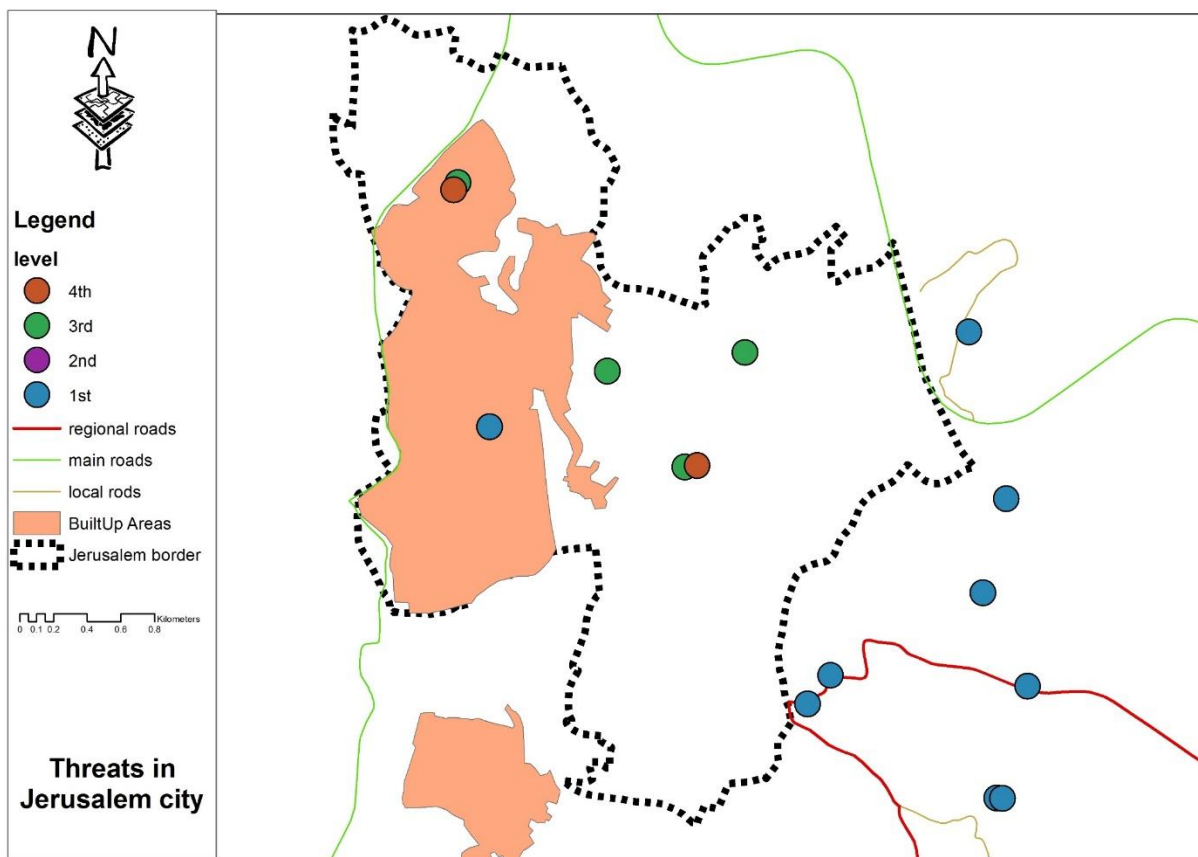 N
Legend
level
4th
3rd
2nd
1st
regional roads
main roads
local rods
BuiltUp Areas
Jerusalem border
Kilometers
0 0.1 0.2 0.4 0.6 0.8
Threats in
Jerusalem city